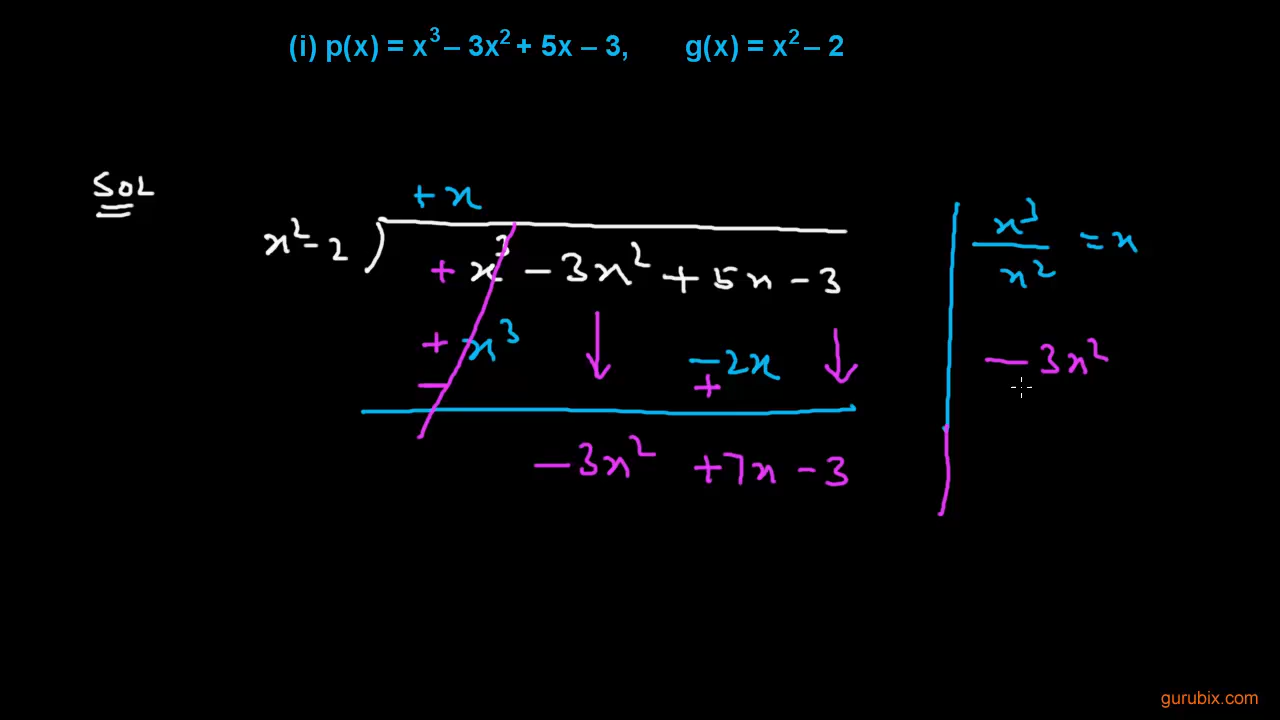 (i) p(x) = x³ – 3x² + 5x – 3, g(x) = x² – 2
SOL
+ x
x² - 2 ) + x³ - 3x² + 5x - 3
x³/x² = x
+ x³ - 2x
- +
- 3x²
- 3x² + 7x - 3
gurubix.com